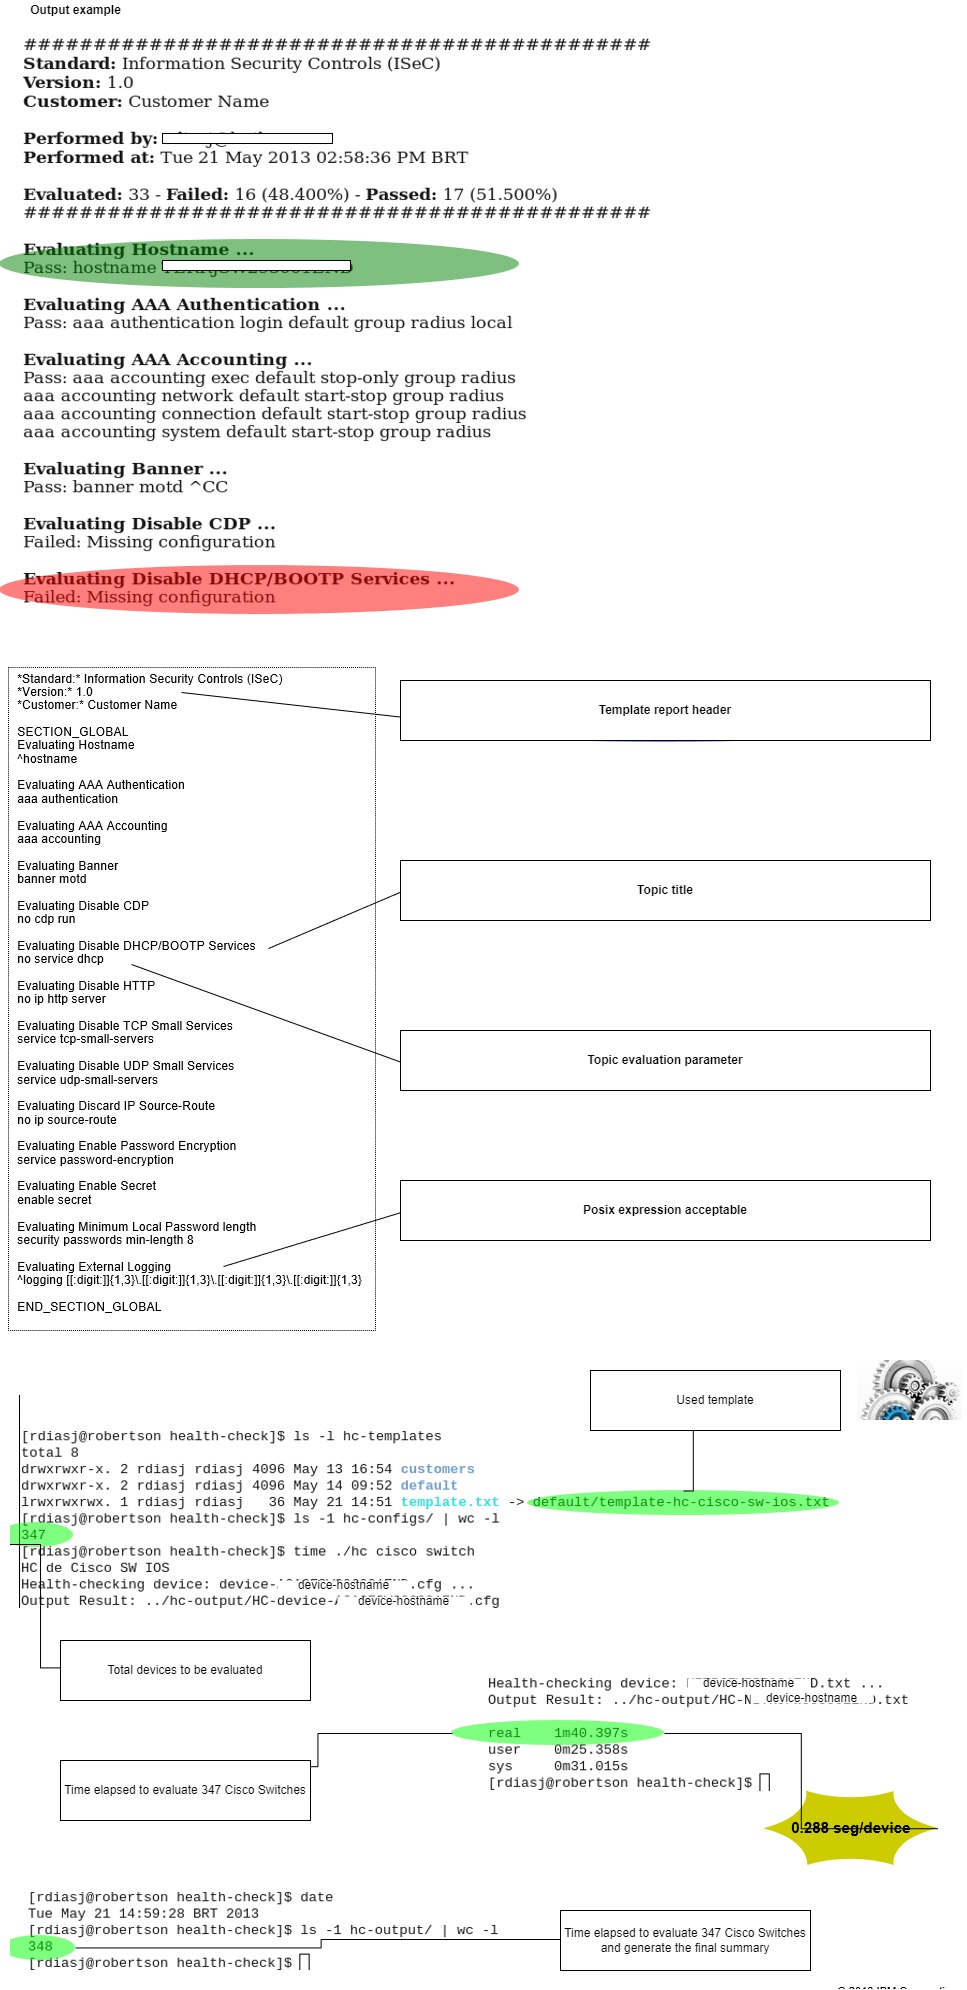 Output example
#############################################
Standard: Information Security Controls (ISeC)
Version: 1.0
Customer: Customer Name
Performed by:
Performed at: Tue 21 May 2013 02:58:36 PM BRT
Evaluated: 33 - Failed: 16 (48.400%) - Passed: 17 (51.500%)
#############################################
Evaluating Hostname ...
Pass: hostname
Evaluating AAA Authentication ...
Pass: aaa authentication login default group radius local
Evaluating AAA Accounting ...
Pass: aaa accounting exec default stop-only group radius
aaa accounting network default start-stop group radius
aaa accounting connection default start-stop group radius
aaa accounting system default start-stop group radius
Evaluating Banner ...
Pass: banner motd ^CC
Evaluating Disable CDP ...
Failed: Missing configuration
Evaluating Disable DHCP/BOOTP Services ...
Failed: Missing configuration
*Standard:* Information Security Controls (ISeC)
*Version:* 1.0
*Customer:* Customer Name
SECTION_GLOBAL
Evaluating Hostname
^hostname
Evaluating AAA Authentication
aaa authentication
Evaluating AAA Accounting
aaa accounting
Evaluating Banner
banner motd
Evaluating Disable CDP
no cdp run
Evaluating Disable DHCP/BOOTP Services
no service dhcp
Evaluating Disable HTTP
no ip http server
Evaluating Disable TCP Small Services
service tcp-small-servers
Evaluating Disable UDP Small Services
service udp-small-servers
Evaluating Discard IP Source-Route
no ip source-route
Evaluating Enable Password Encryption
service password-encryption
Evaluating Enable Secret
enable secret
Evaluating Minimum Local Password length
security passwords min-length 8
Evaluating External Logging
^logging [[:digit:]]{1,3}\.[[:digit:]]{1,3}\.[[:digit:]]{1,3}\.[[:digit:]]{1,3}
END_SECTION_GLOBAL
Template report header
Topic title
Topic evaluation parameter
Posix expression acceptable
Used template
[rdiasj@robertson health-check]$ ls -l hc-templates
total 8
drwxrwxr-x. 2 rdiasj rdiasj 4096 May 13 16:54 customers
drwxrwxr-x. 2 rdiasj rdiasj 4096 May 14 09:52 default
lrwxrwxrwx. 1 rdiasj rdiasj   36 May 21 14:51 template.txt -> default/template-hc-cisco-sw-ios.txt
[rdiasj@robertson health-check]$ ls -1 hc-configs/ | wc -l
347
[rdiasj@robertson health-check]$ time ./hc cisco switch
HC de Cisco SW IOS
Health-checking device: device- device-hostname .cfg ...
Output Result: ../hc-output/HC-device- device-hostname .cfg
Total devices to be evaluated
Health-checking device: device-hostname D.txt ...
Output Result: ../hc-output/HC-N device-hostname .txt
real    1m40.397s
user    0m25.358s
sys     0m31.015s
[rdiasj@robertson health-check]$
Time elapsed to evaluate 347 Cisco Switches
0.288 seg/device
[rdiasj@robertson health-check]$ date
Tue May 21 14:59:28 BRT 2013
[rdiasj@robertson health-check]$ ls -1 hc-output/ | wc -l
348
[rdiasj@robertson health-check]$
Time elapsed to evaluate 347 Cisco Switches
and generate the final summary